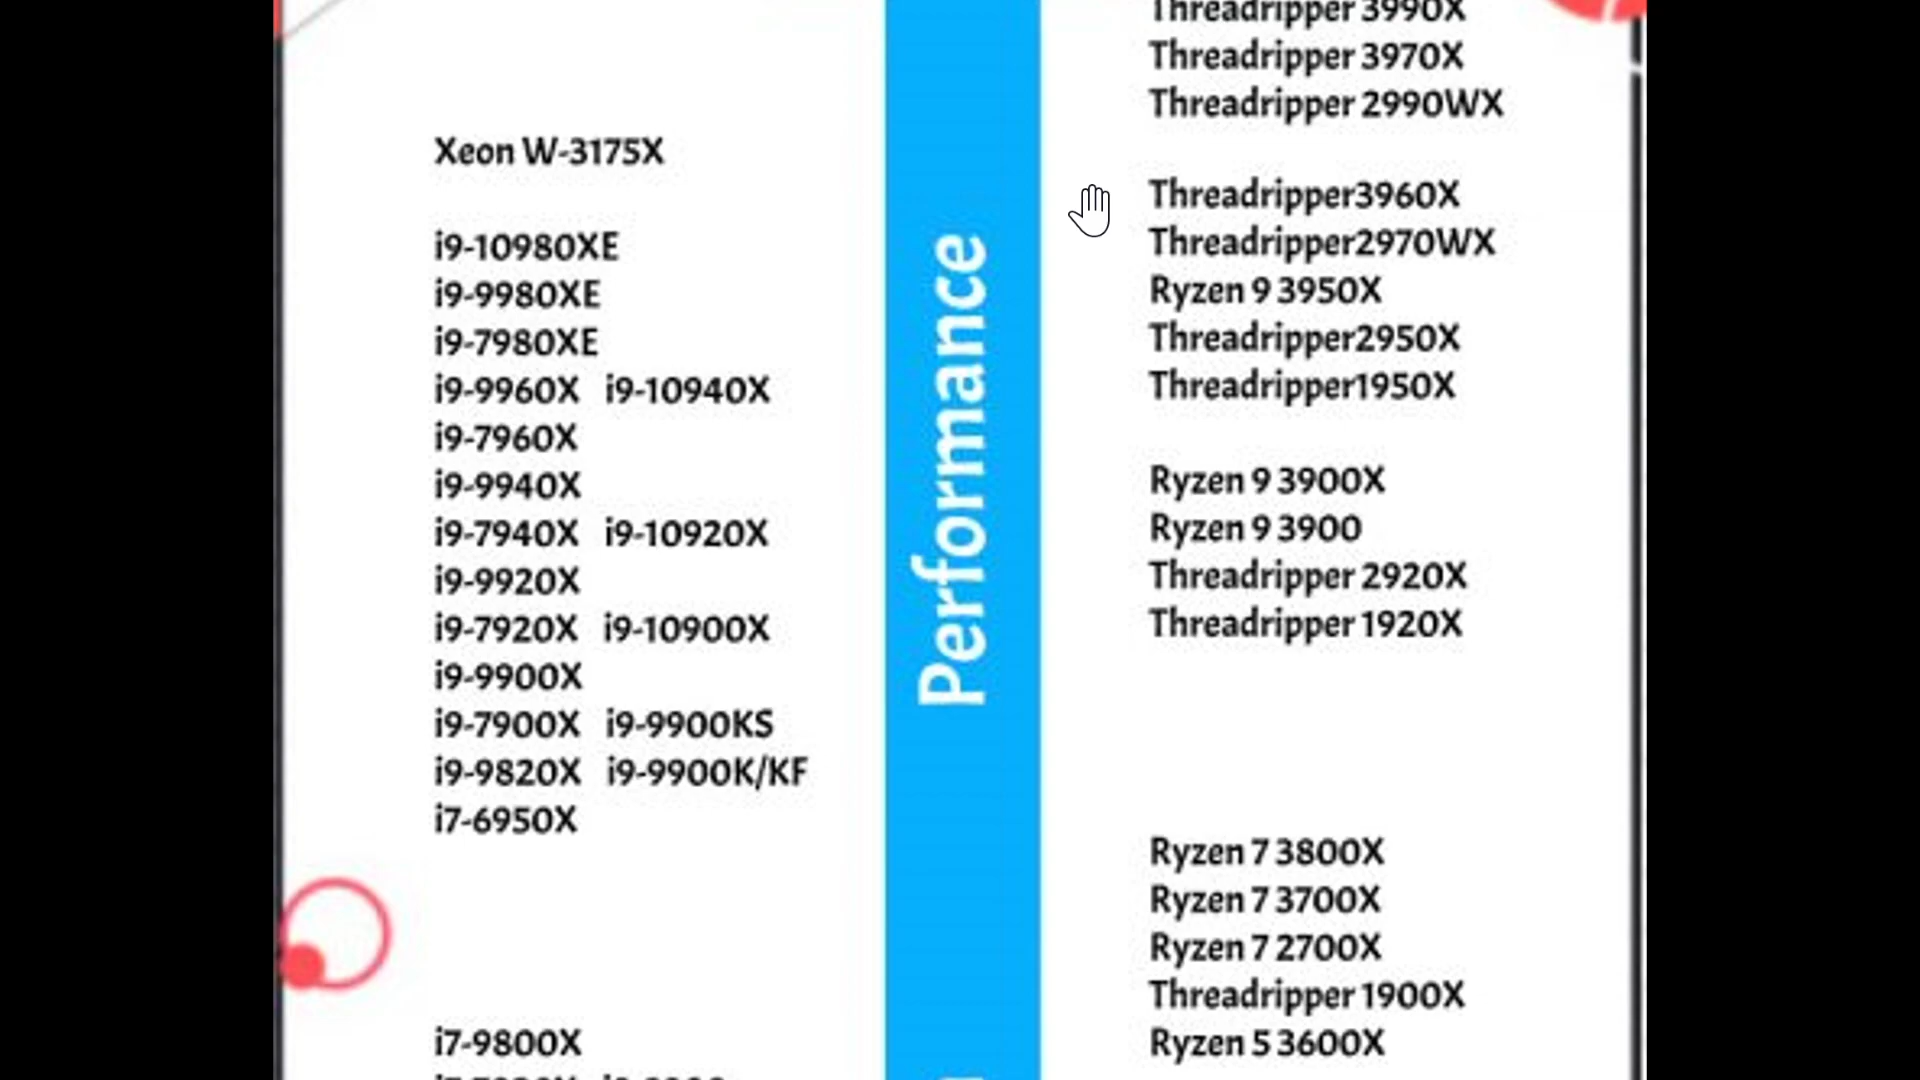 Xeon W-3175X
i9-10980XE
i9-9980XE
i9-7980XE
i9-9960X i9-10940X
i9-7960X
i9-9940X
i9-7940X i9-10920X
i9-9920X
i9-7920X i9-10900X
i9-9900X
i9-7900X i9-9900KS
i9-9820X i9-9900K/KF
i7-6950X
i7-9800X
Performance
Threadripper 3990X
Threadripper 3970X
Threadripper 2990WX
Threadripper3960X
Threadripper2970WX
Ryzen 9 3950X
Threadripper2950X
Threadripper1950X
Ryzen 9 3900X
Ryzen 9 3900
Threadripper 2920X
Threadripper 1920X
Ryzen 7 3800X
Ryzen 7 3700X
Ryzen 7 2700X
Threadripper 1900X
Ryzen 5 3600X